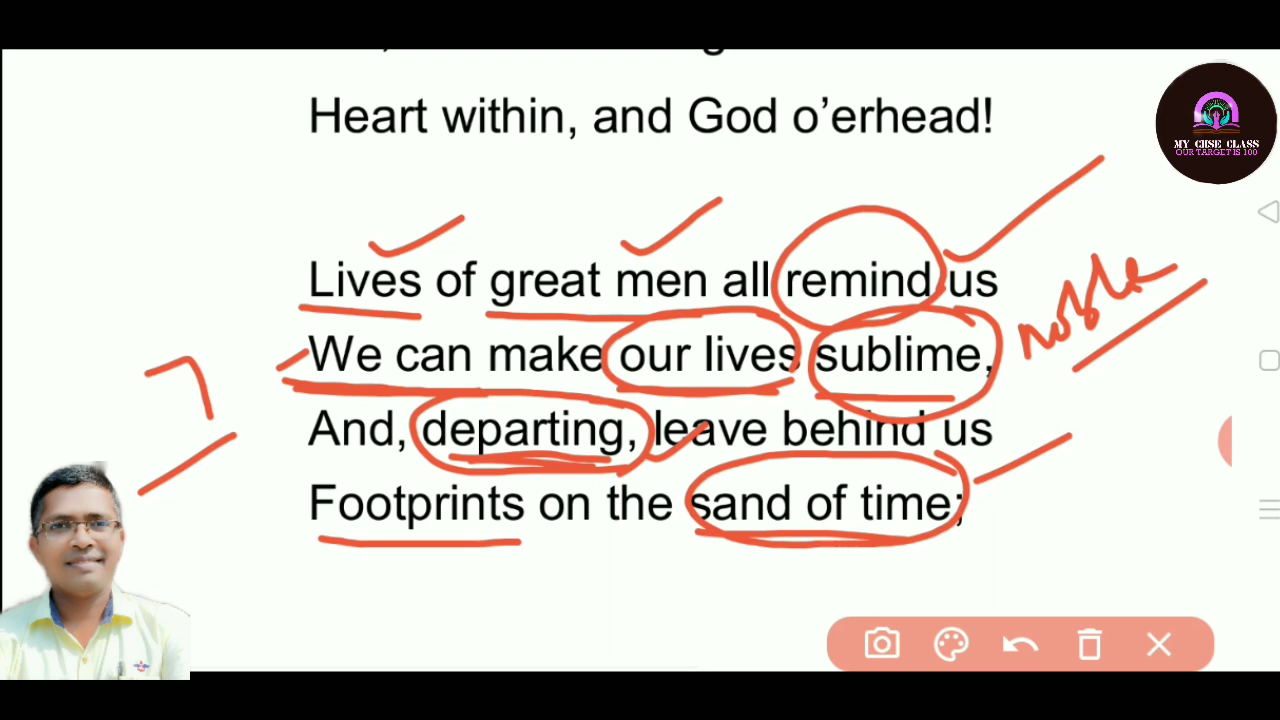 Heart within, and God o’erhead!
MY CHSE CLASS
OUR TARGET IS 100
Lives of great men all remind us
We can make our lives sublime,
noble
And, departing, leave behind us
Footprints on the sand of time;